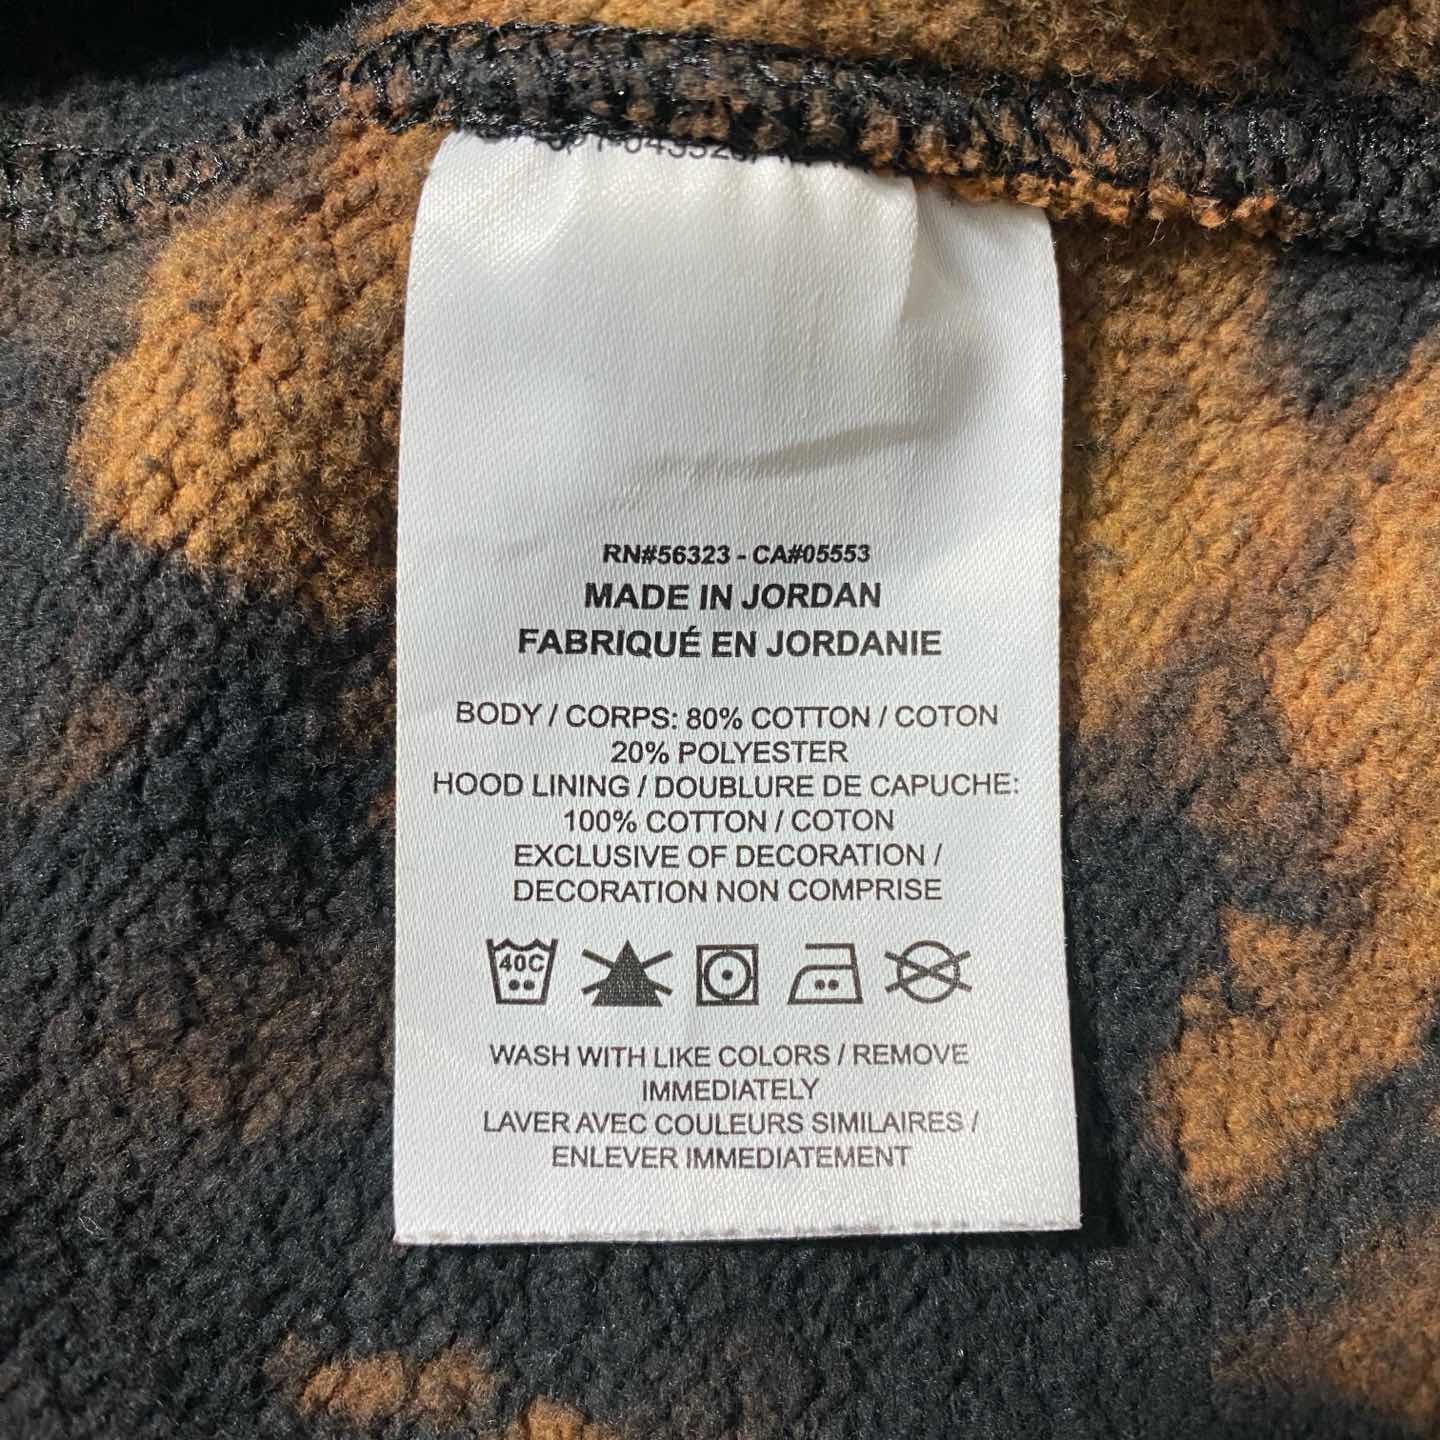 RN#56323 - CA#05553
MADE IN JORDAN
FABRIQUÉ EN JORDANIE
BODY / CORPS: 80% COTTON / COTON
20% POLYESTER
HOOD LINING / DOUBLURE DE CAPUCHE:
100% COTTON / COTON
EXCLUSIVE OF DECORATION /
DECORATION NON COMPRISE
40C
WASH WITH LIKE COLORS / REMOVE
IMMEDIATELY
LAVER AVEC COULEURS SIMILAIRES /
ENLEVER IMMEDIATEMENT